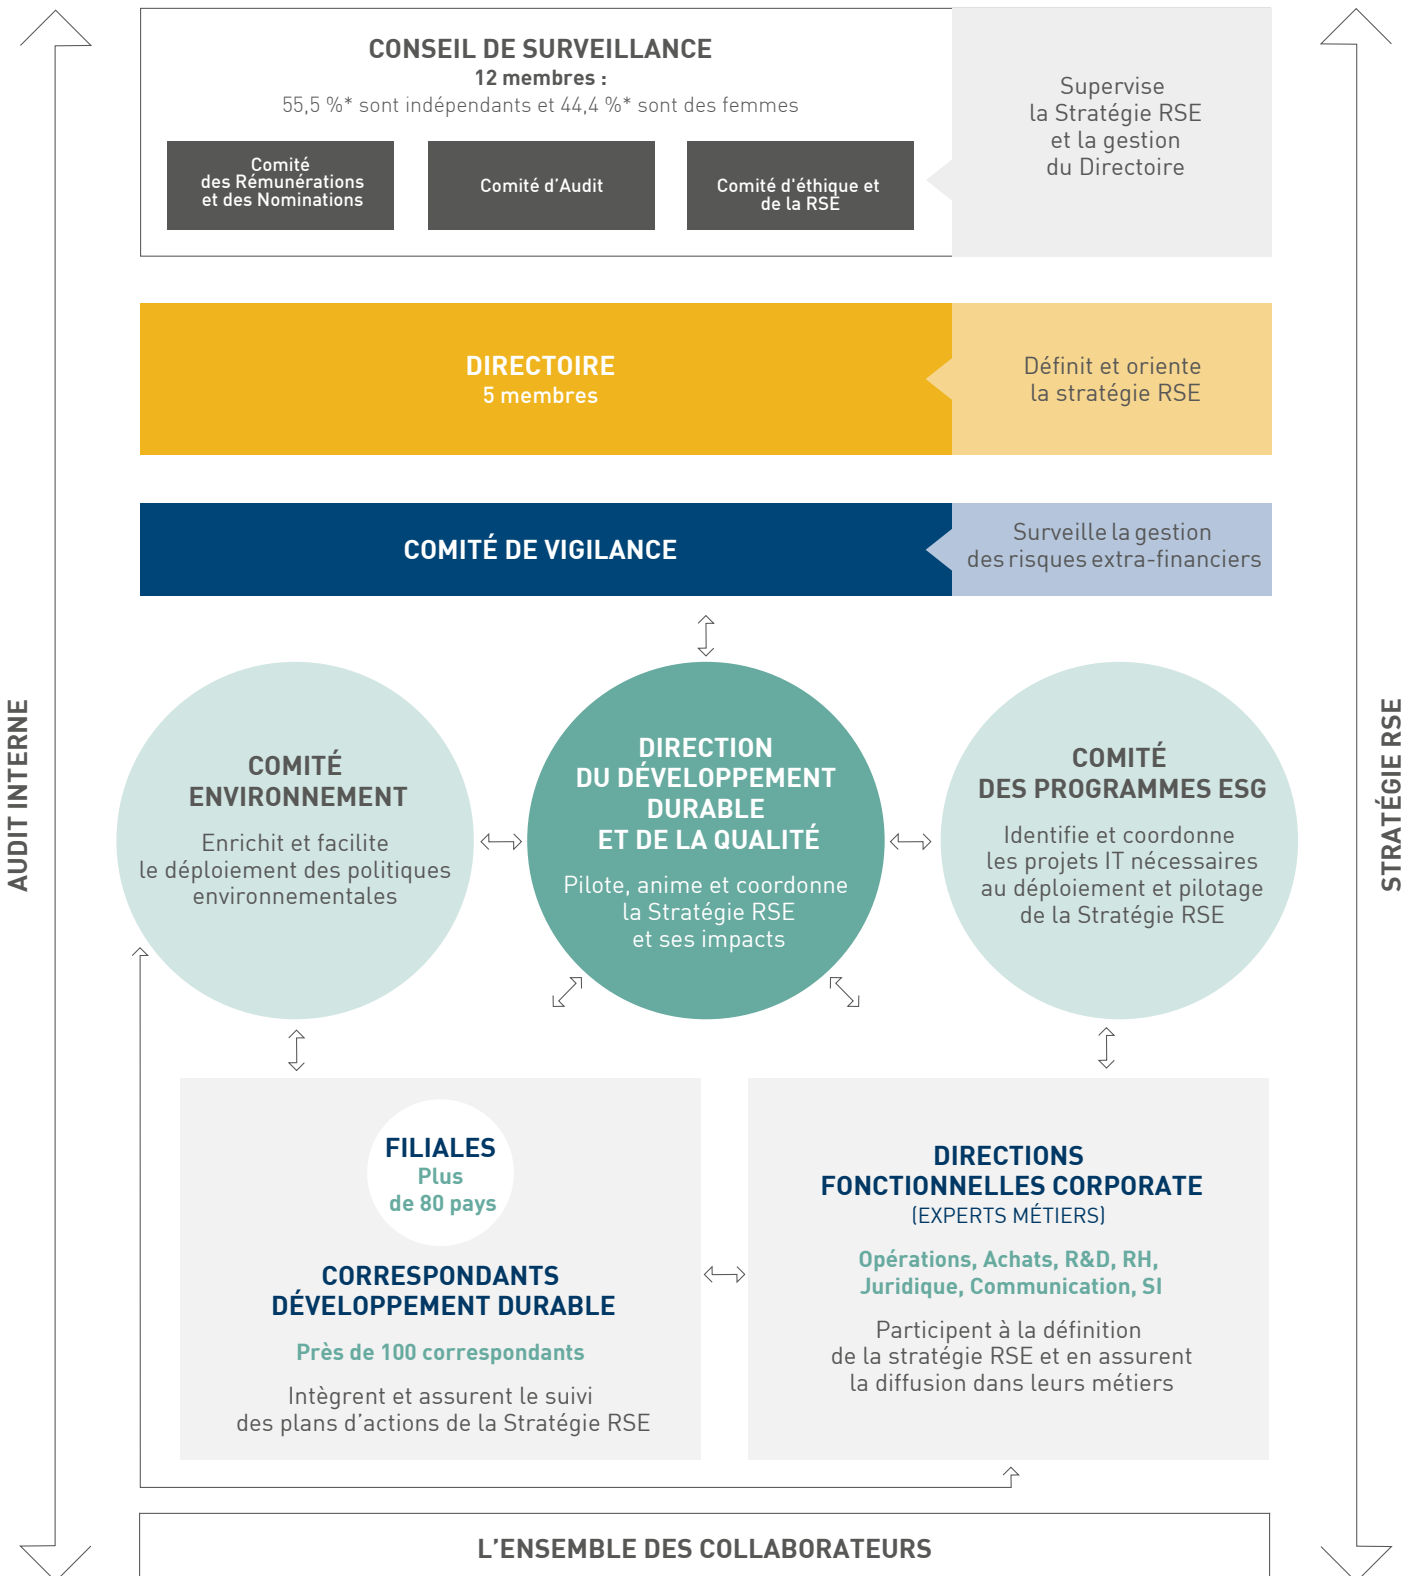 CONSEIL DE SURVEILLANCE
12 membres :
55,5 %* sont indépendants et 44,4 %* sont des femmes
Comité
des Rémunérations
et des Nominations
Comité d’Audit
Comité d'éthique et
de la RSE
Supervise
la Stratégie RSE
et la gestion
du Directoire
DIRECTOIRE
5 membres
Définit et oriente
la stratégie RSE
COMITÉ DE VIGILANCE
Surveille la gestion
des risques extra-financiers
AUDIT INTERNE
COMITÉ
ENVIRONNEMENT
Enrichit et facilite
le déploiement des politiques
environnementales
DIRECTION
DU DÉVELOPPEMENT
DURABLE
ET DE LA QUALITÉ
Pilote, anime et coordonne
la Stratégie RSE
et ses impacts
COMITÉ
DES PROGRAMMES ESG
Identifie et coordonne
les projets IT nécessaires
au déploiement et pilotage
de la Stratégie RSE
STRATÉGIE RSE
FILIALES
Plus
de 80 pays
CORRESPONDANTS
DÉVELOPPEMENT DURABLE
Près de 100 correspondants
Intègrent et assurent le suivi
des plans d’actions de la Stratégie RSE
DIRECTIONS
FONCTIONNELLES CORPORATE
(EXPERTS MÉTIERS)
Opérations, Achats, R&D, RH,
Juridique, Communication, SI
Participent à la définition
de la stratégie RSE et en assurent
la diffusion dans leurs métiers
L’ENSEMBLE DES COLLABORATEURS